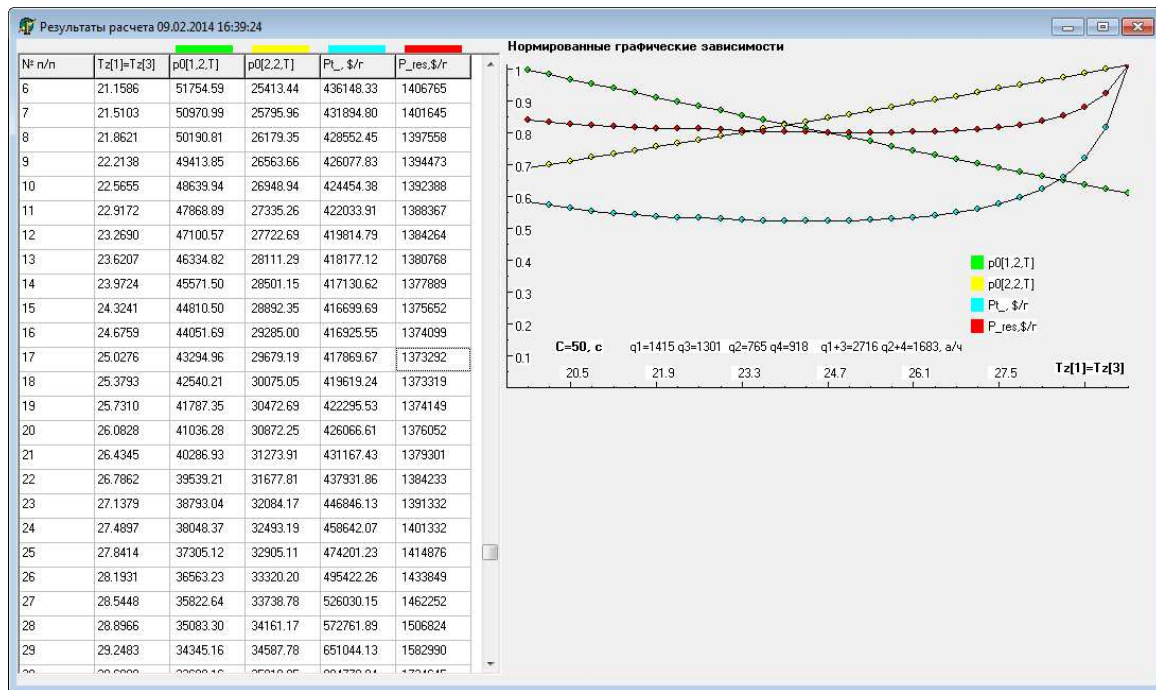 Результаты расчета 09.02.2014 16:39:24
№ п/п Tz[1]=Tz[3] p0[1,2,T] p0[2,2,T] Pt_, $/г P_res,$/г
6 21.1586 51754.59 25413.44 436148.33 1406765
7 21.5103 50970.99 25795.96 431894.80 1401645
8 21.8621 50190.81 26179.35 428552.45 1397558
9 22.2138 49413.85 26563.66 426077.83 1394473
10 22.5655 48639.94 26948.94 424454.38 1392388
11 22.9172 47868.89 27335.26 422033.91 1388367
12 23.2690 47100.57 27722.69 419814.79 1384264
13 23.6207 46334.82 28111.29 418177.12 1380768
14 23.9724 45571.50 28501.15 417130.62 1377889
15 24.3241 44810.50 28892.35 416699.69 1375652
16 24.6759 44051.69 29285.00 416925.55 1374099
17 25.0276 43294.96 29679.19 417869.67 1373292
18 25.3793 42540.21 30075.05 419619.24 1373319
19 25.7310 41787.35 30472.69 422295.53 1374149
20 26.0828 41036.28 30872.25 426066.61 1376052
21 26.4345 40286.93 31273.91 431167.43 1379301
22 26.7862 39539.21 31677.81 437931.86 1384233
23 27.1379 38793.04 32084.17 446846.13 1391332
24 27.4897 38048.37 32493.19 458642.07 1401332
25 27.8414 37305.12 32905.11 474201.23 1414876
26 28.1931 36563.23 33320.20 495422.26 1433849
27 28.5448 35822.64 33738.78 526030.15 1462252
28 28.8966 35083.30 34161.17 572761.89 1506824
29 29.2483 34345.16 34587.78 651044.13 1582990
Нормированные графические зависимости
1
0.9
0.8
0.7
0.6
0.5
0.4
0.3
0.2
0.1
p0[1,2,T]
p0[2,2,T]
Pt_, $/г
P_res,$/г
C=50, c q1=1415 q3=1301 q2=765 q4=918 q1+3=2716 q2+4=1683, а/ч
20.5 21.9 23.3 24.7 26.1 27.5 Tz[1]=Tz[3]